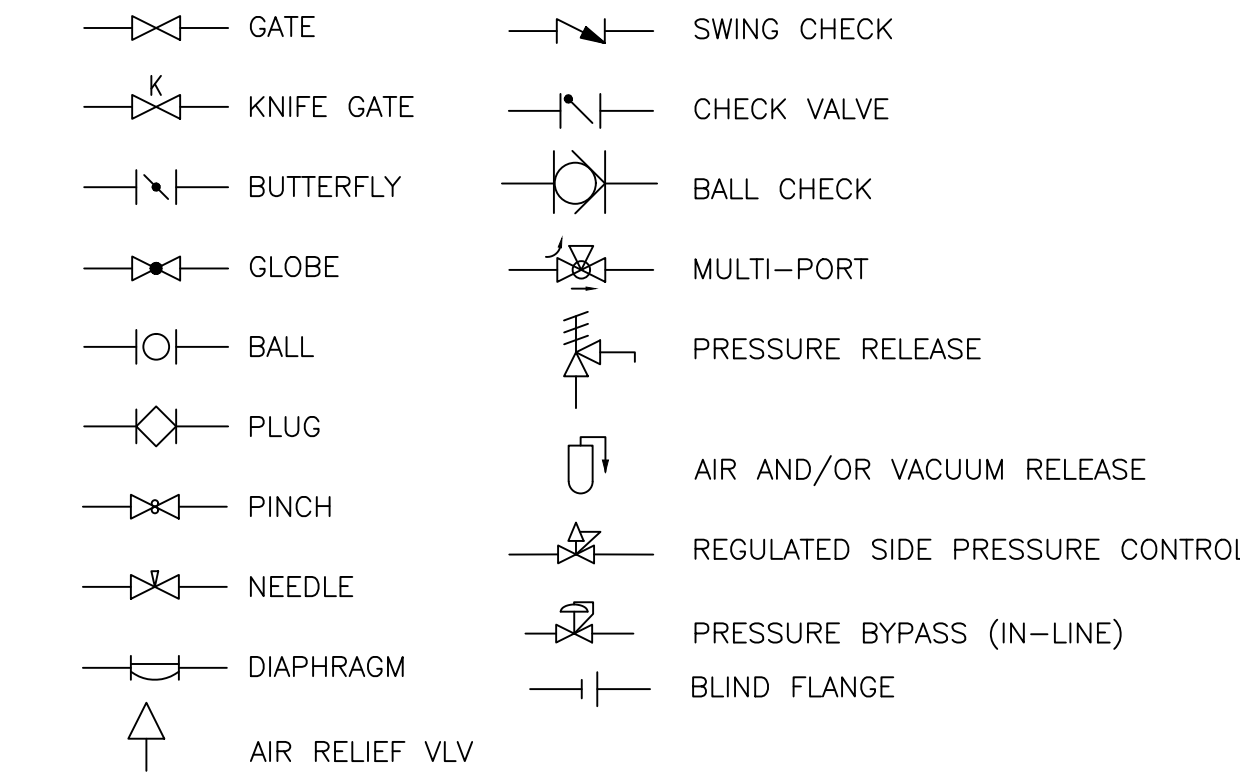 GATE
K
KNIFE GATE
BUTTERFLY
GLOBE
BALL
PLUG
PINCH
NEEDLE
DIAPHRAGM
AIR RELIEF VLV
SWING CHECK
CHECK VALVE
BALL CHECK
MULTI-PORT
PRESSURE RELEASE
AIR AND/OR VACUUM RELEASE
REGULATED SIDE PRESSURE CONTROL
PRESSURE BYPASS (IN-LINE)
BLIND FLANGE